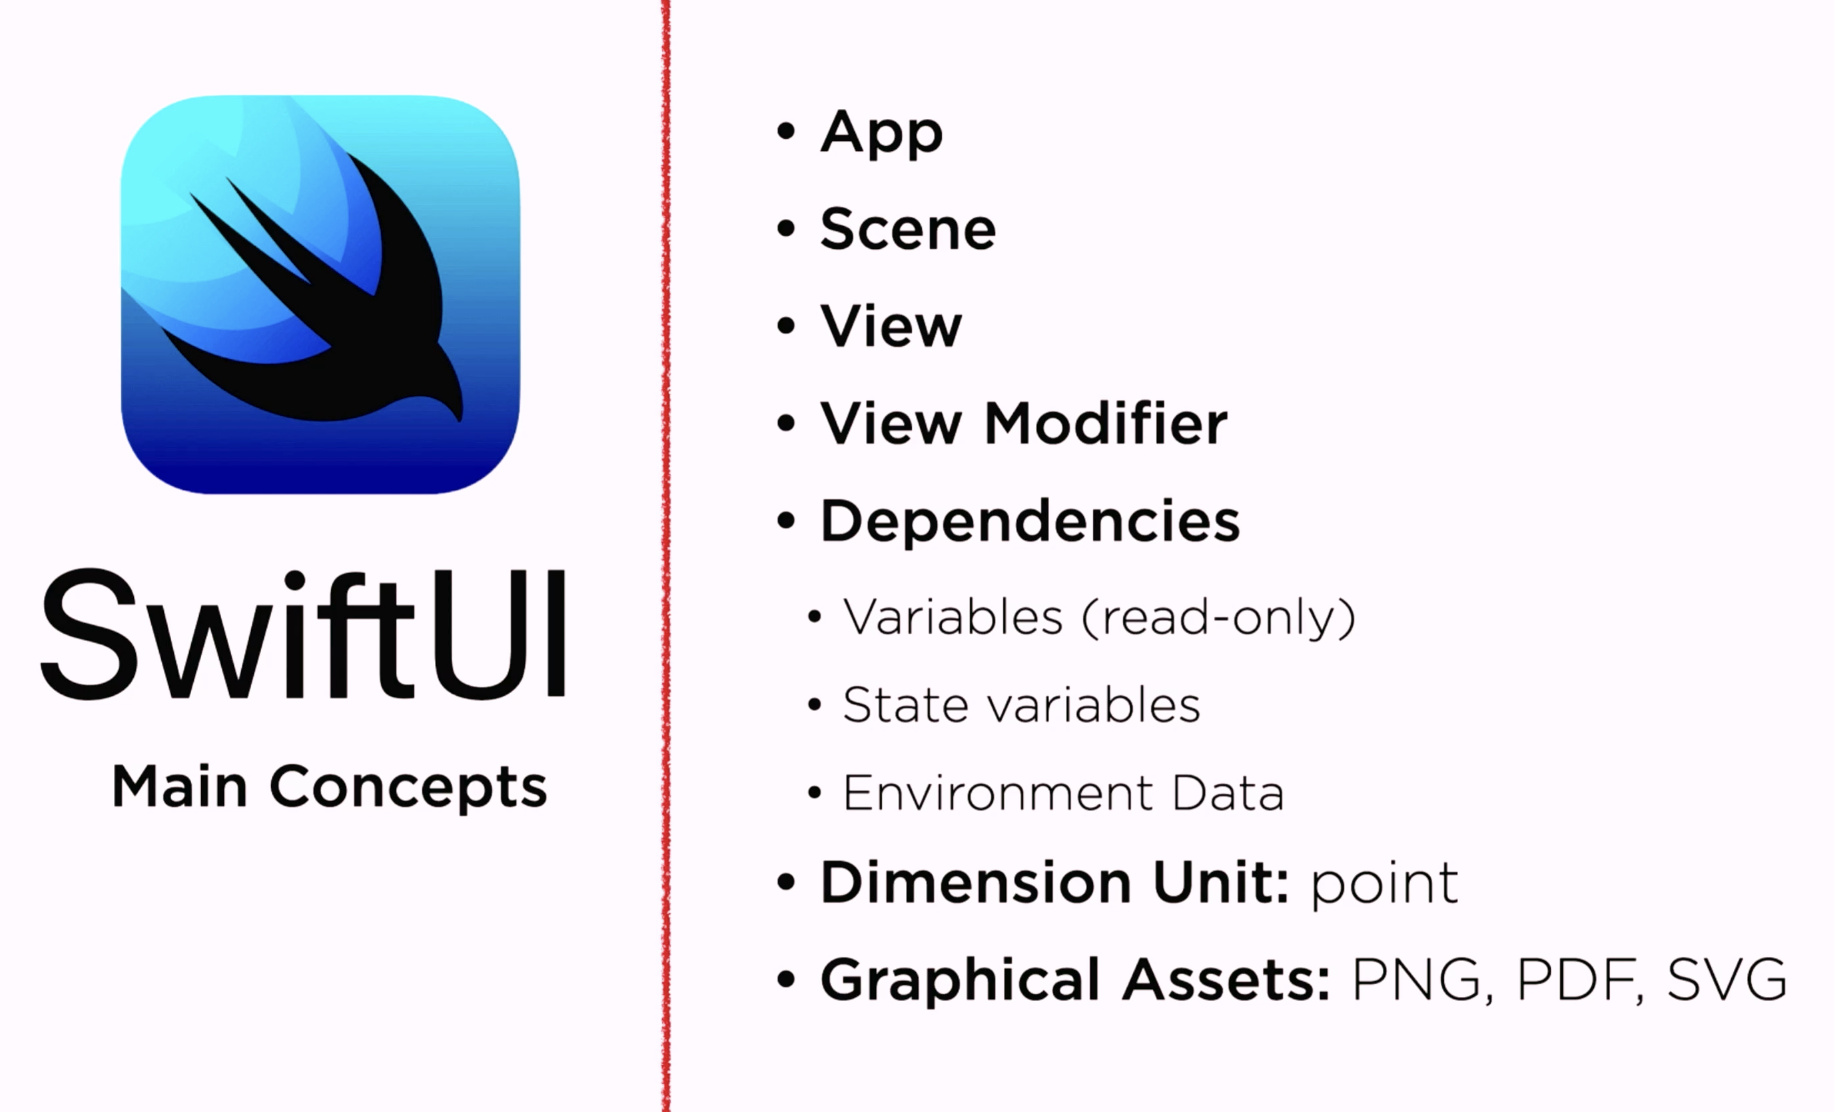 SwiftUI
Main Concepts
• App
• Scene
• View
• View Modifier
• Dependencies
• Variables (read-only)
• State variables
• Environment Data
• Dimension Unit: point
• Graphical Assets: PNG, PDF, SVG